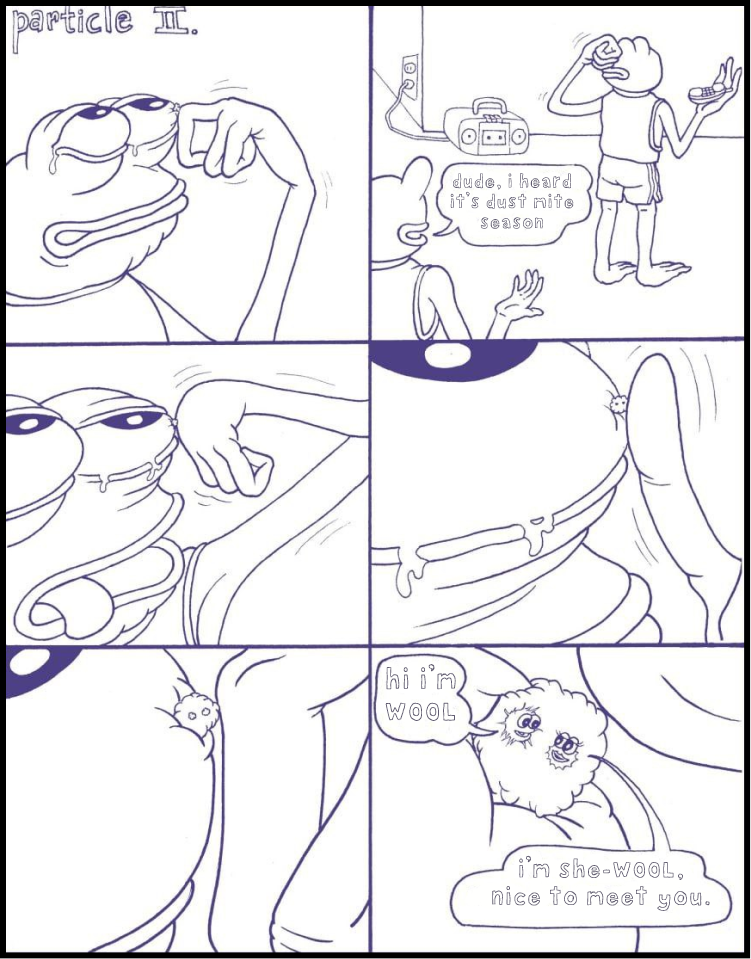 particle II.
dude, i heard
it's dust mite
season
hi i'm
WOOL
i'm she-WOOL,
nice to meet you.